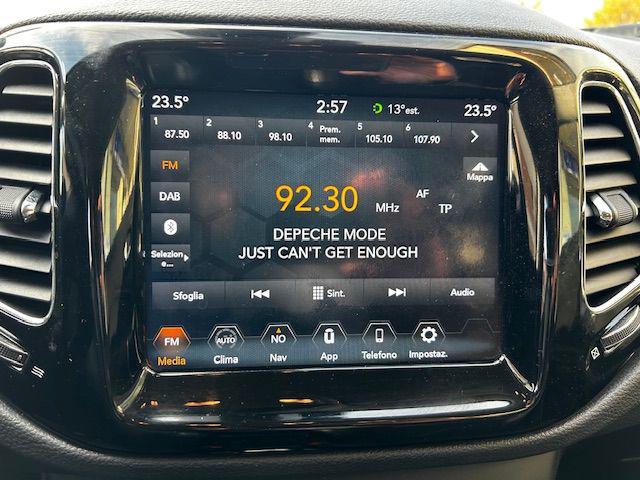 23.5° 2:57 13°est. 23.5°
1 2 3 4 Prem. 5 6
87.50 88.10 98.10 mem. 105.10 107.90
FM
Mappa
DAB
92.30 MHz AF TP
Selezion
e...
DEPECHE MODE
JUST CAN'T GET ENOUGH
Sfoglia Sint. Audio
FM AUTO NO
Media Clima Nav App Telefono Impostaz.